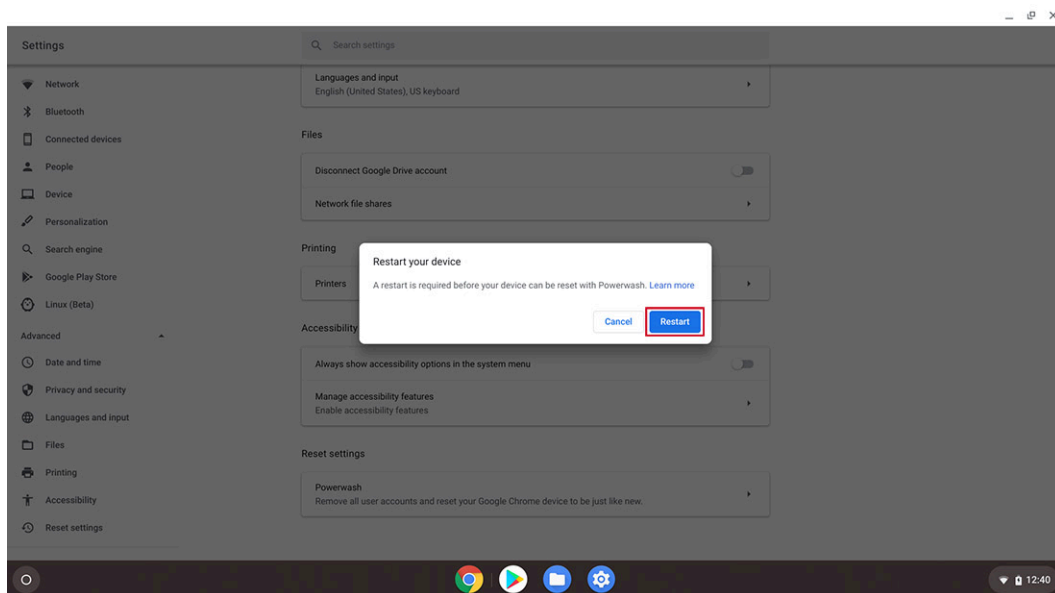 Settings
Search settings
Network
Bluetooth
Connected devices
People
Device
Personalization
Search engine
Google Play Store
Linux (Beta)
Advanced
Date and time
Privacy and security
Languages and input
Files
Printing
Accessibility
Reset settings
Languages and input
English (United States), US keyboard
Files
Disconnect Google Drive account
Network file shares
Printing
Printers
Accessibility
Always show accessibility options in the system menu
Manage accessibility features
Enable accessibility features
Reset settings
Powerwash
Remove all user accounts and reset your Google Chrome device to be just like new.
Restart your device
A restart is required before your device can be reset with Powerwash. Learn more
Cancel Restart
12:40